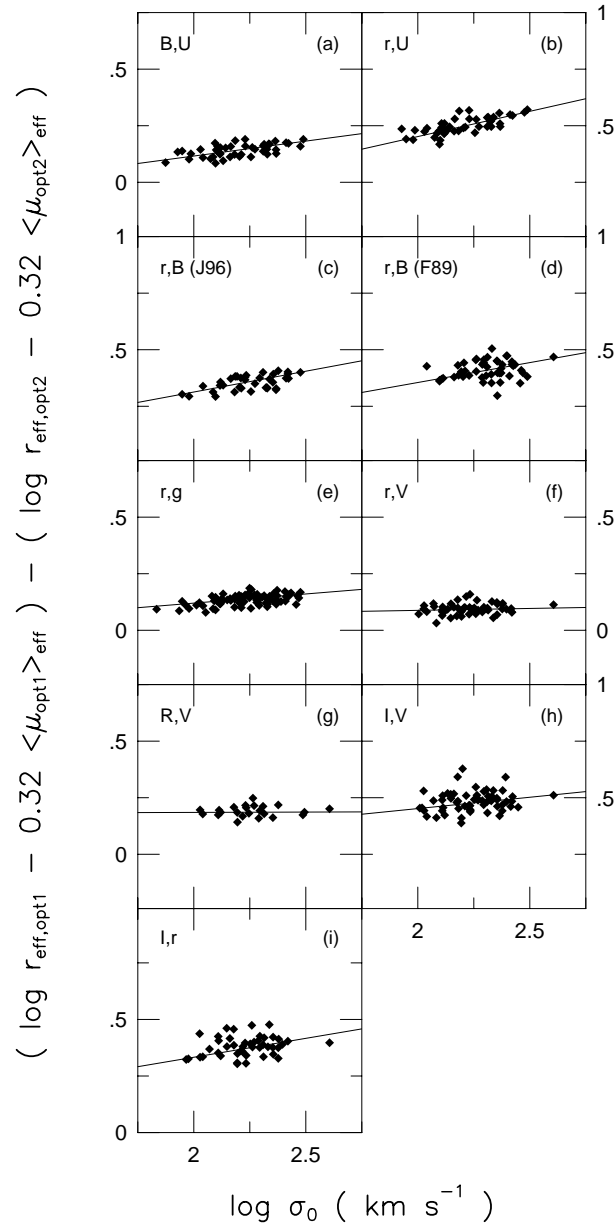 ( log r_eff,opt1 − 0.32 <μ_opt1>_eff ) − ( log r_eff,opt2 − 0.32 <μ_opt2>_eff )
1
B,U (a) r,U (b)
.5
.5
0
1
1
r,B (J96) (c) r,B (F89) (d)
.5
r,g (e) r,V (f)
.5 .5
0 0
1
R,V (g) I,V (h)
.5
.5
0
2 2.5
I,r (i)
.5
0
2 2.5
log σ₀ ( km s⁻¹ )